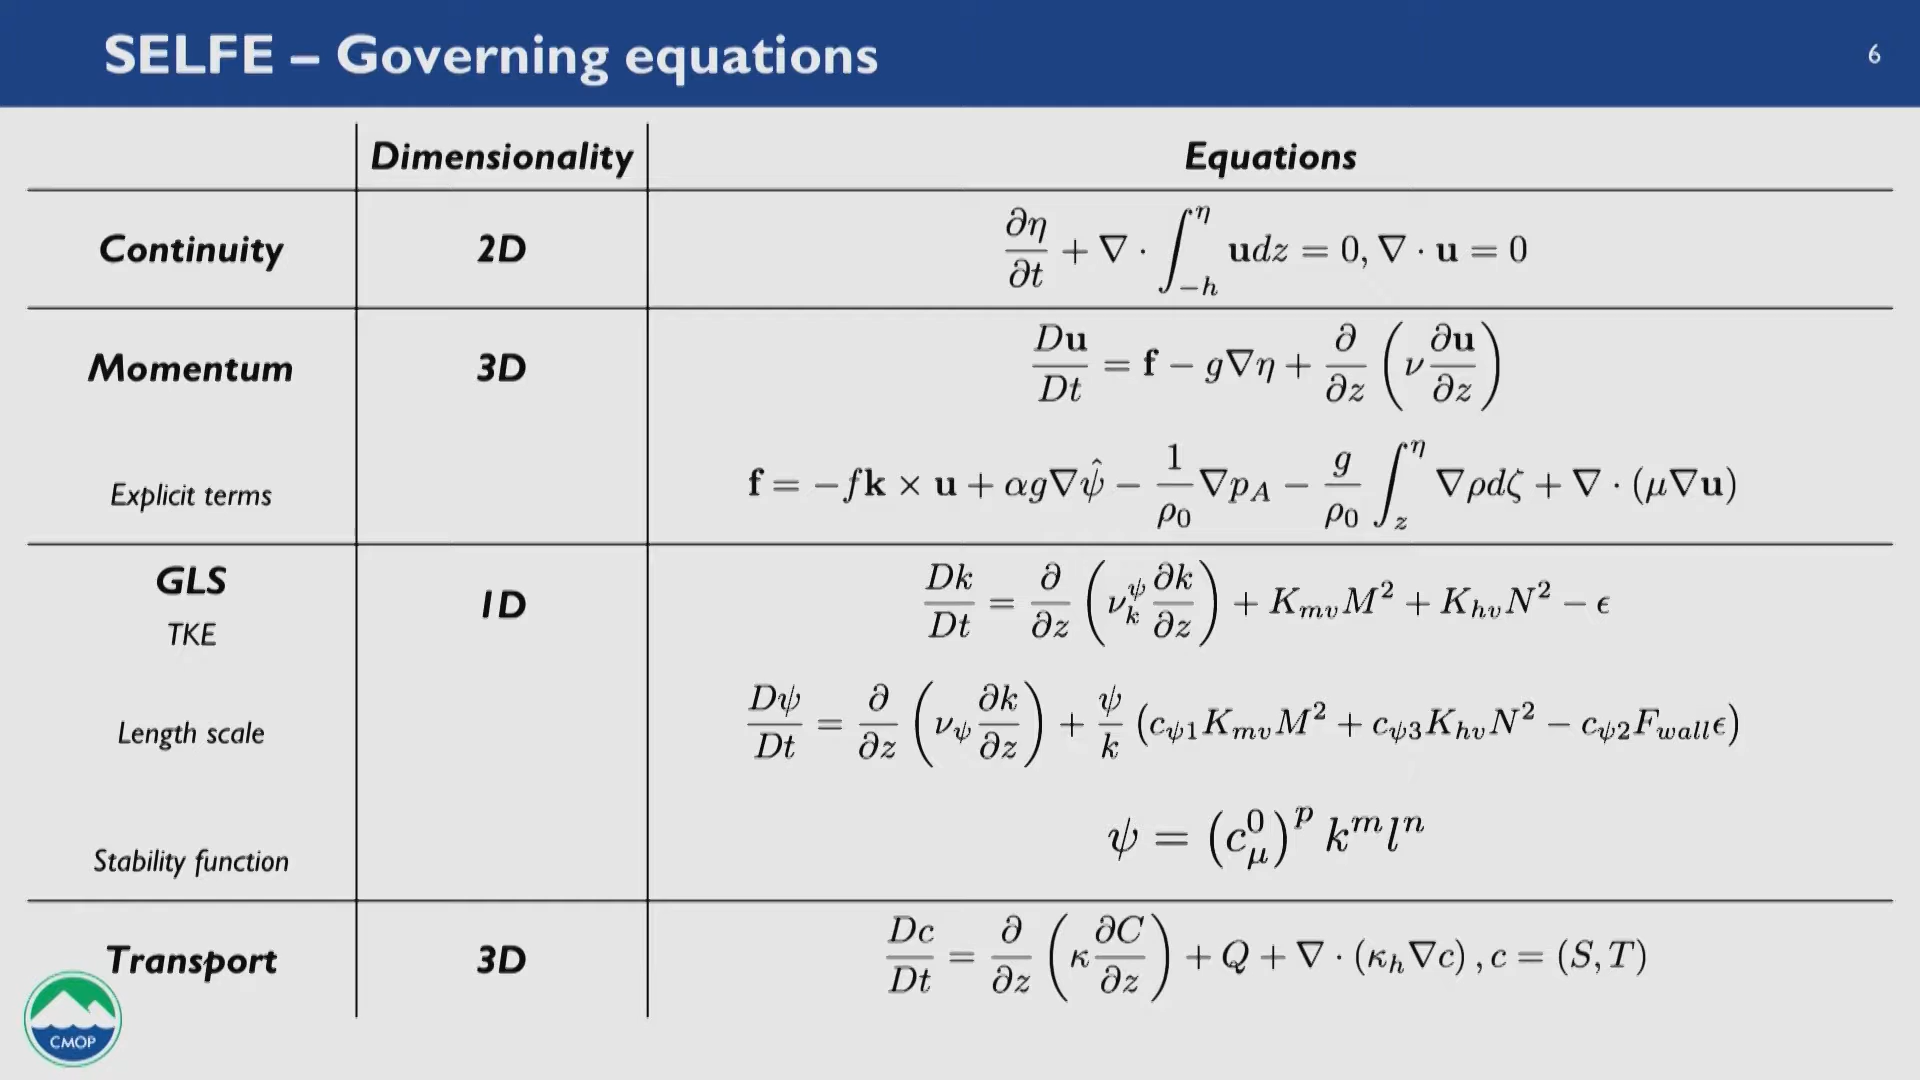 SELFE – Governing equations
6
Dimensionality Equations
Continuity 2D ∂η/∂t + ∇ · ∫_{−h}^{η} 𝐮dz = 0, ∇ · 𝐮 = 0
Momentum 3D D𝐮/Dt = 𝐟 − g∇η + ∂/∂z (ν ∂𝐮/∂z)
Explicit terms 𝐟 = −f𝐤 × 𝐮 + αg∇ψ̂ − 1/ρ₀ ∇p_A − g/ρ₀ ∫_z^η ∇ρdζ + ∇ · (μ∇𝐮)
GLS
TKE 1D Dk/Dt = ∂/∂z (ν_k^ψ ∂k/∂z) + K_{mv}M² + K_{hv}N² − ϵ
Length scale Dψ/Dt = ∂/∂z (ν_ψ ∂k/∂z) + ψ/k (c_{ψ1}K_{mv}M² + c_{ψ3}K_{hv}N² − c_{ψ2}F_{wall}ϵ)
Stability function ψ = (c_μ^0)^p k^m l^n
Transport 3D Dc/Dt = ∂/∂z (κ ∂C/∂z) + Q + ∇ · (κ_h∇c) , c = (S, T)
CMOP